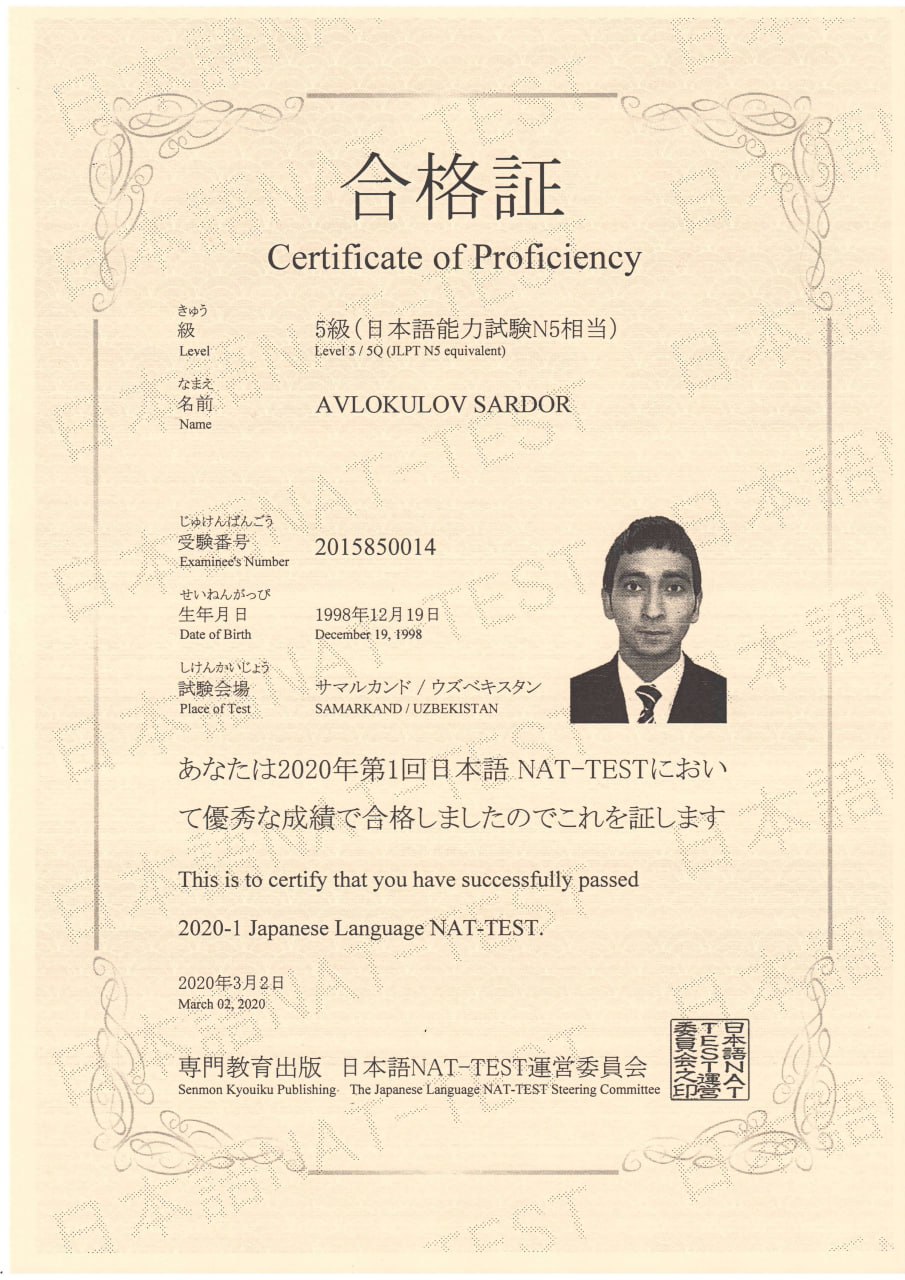 合格証
Certificate of Proficiency
きゅう
級
Level
5級（日本語能力試験N5相当）
Level 5 / 5Q (JLPT N5 equivalent)
なまえ
名前
Name
AVLOKULOV SARDOR
じゅけんばんごう
受験番号
Examinee's Number
2015850014
せいねんがっぴ
生年月日
Date of Birth
1998年12月19日
December 19, 1998
しけんかいじょう
試験会場
Place of Test
サマルカンド / ウズベキスタン
SAMARKAND / UZBEKISTAN
あなたは2020年第1回日本語 NAT-TESTにおい
て優秀な成績で合格しましたのでこれを証します
This is to certify that you have successfully passed
2020-1 Japanese Language NAT-TEST.
2020年3月2日
March 02, 2020
専門教育出版 日本語NAT-TEST運営委員会
Senmon Kyouiku Publishing The Japanese Language NAT-TEST Steering Committee
日本語NAT
TEST運営
委員会之印
日本語NAT-TEST